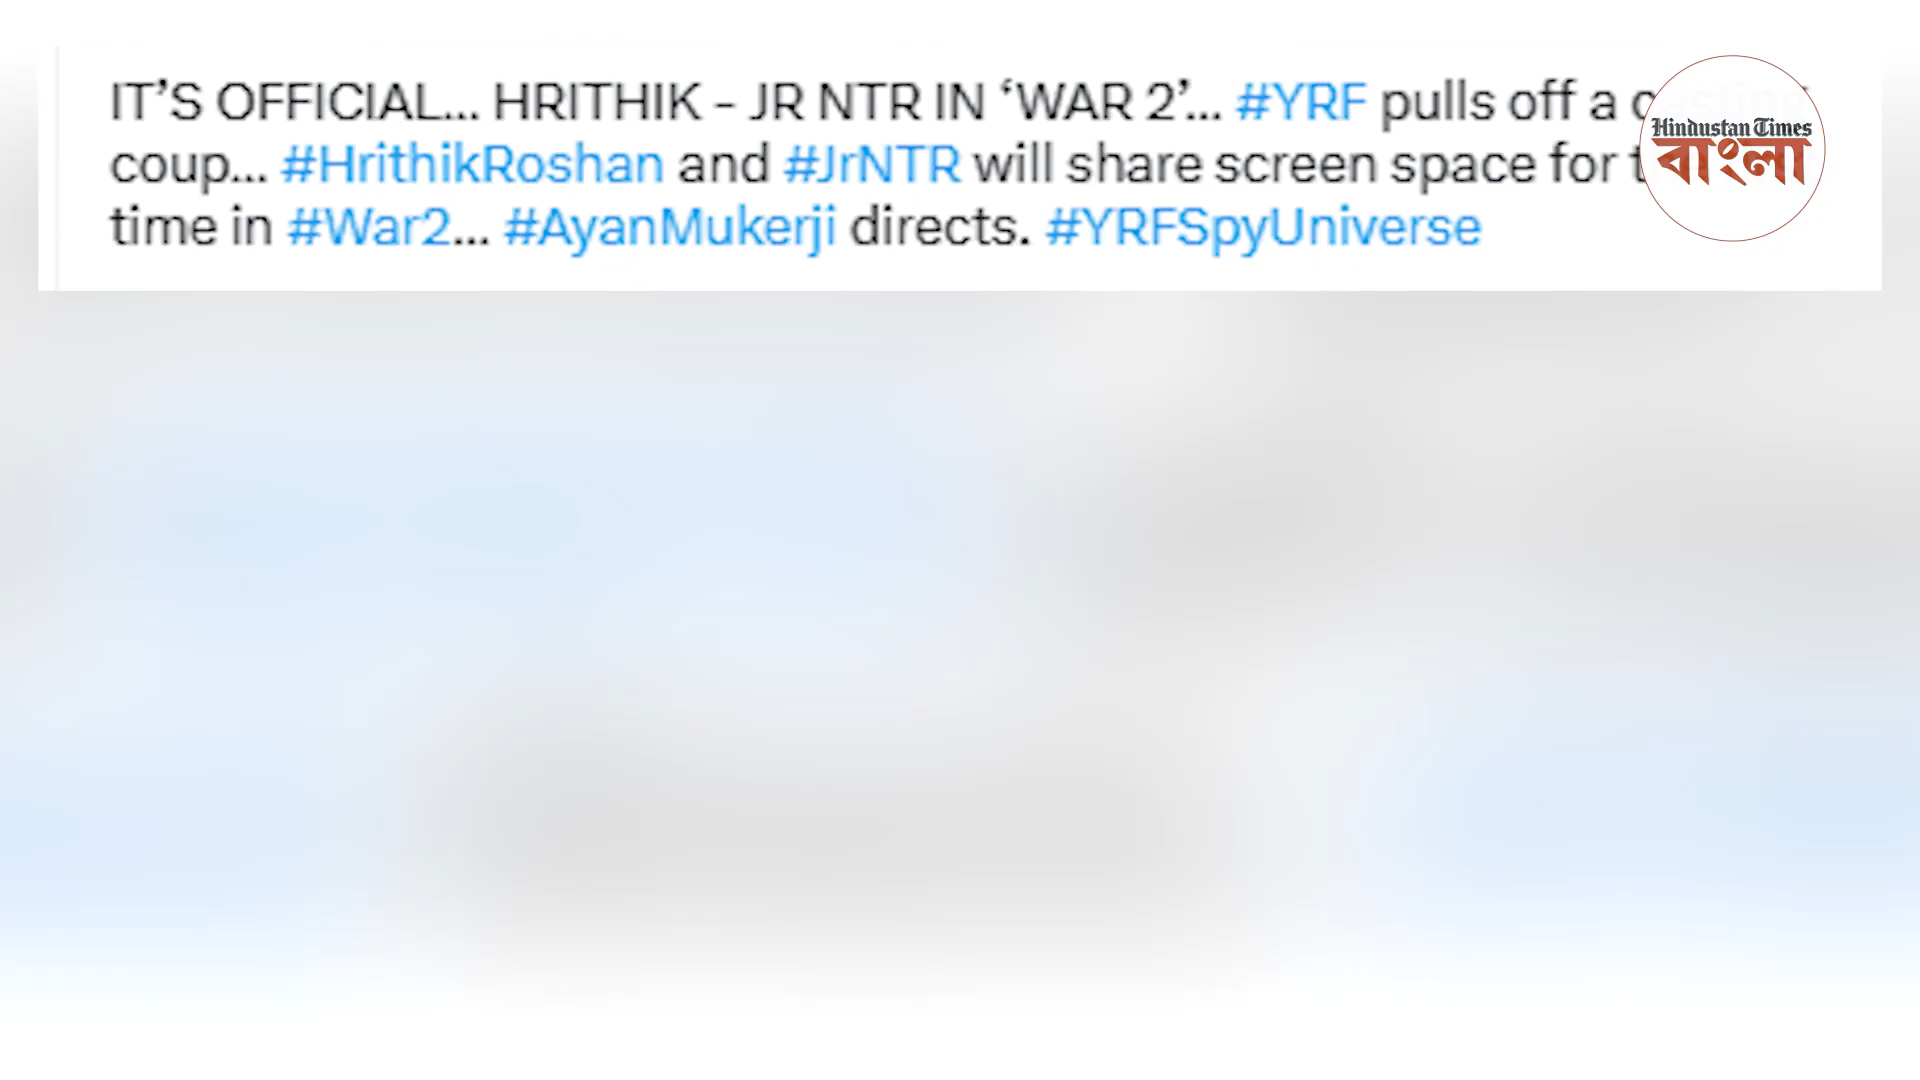 IT’S OFFICIAL... HRITHIK – JR NTR IN ‘WAR 2’... #YRF pulls off a casting
coup... #HrithikRoshan and #JrNTR will share screen space for
time in #War2... #AyanMukerji directs. #YRFSpyUniverse
Hindustan Times
বাংলা